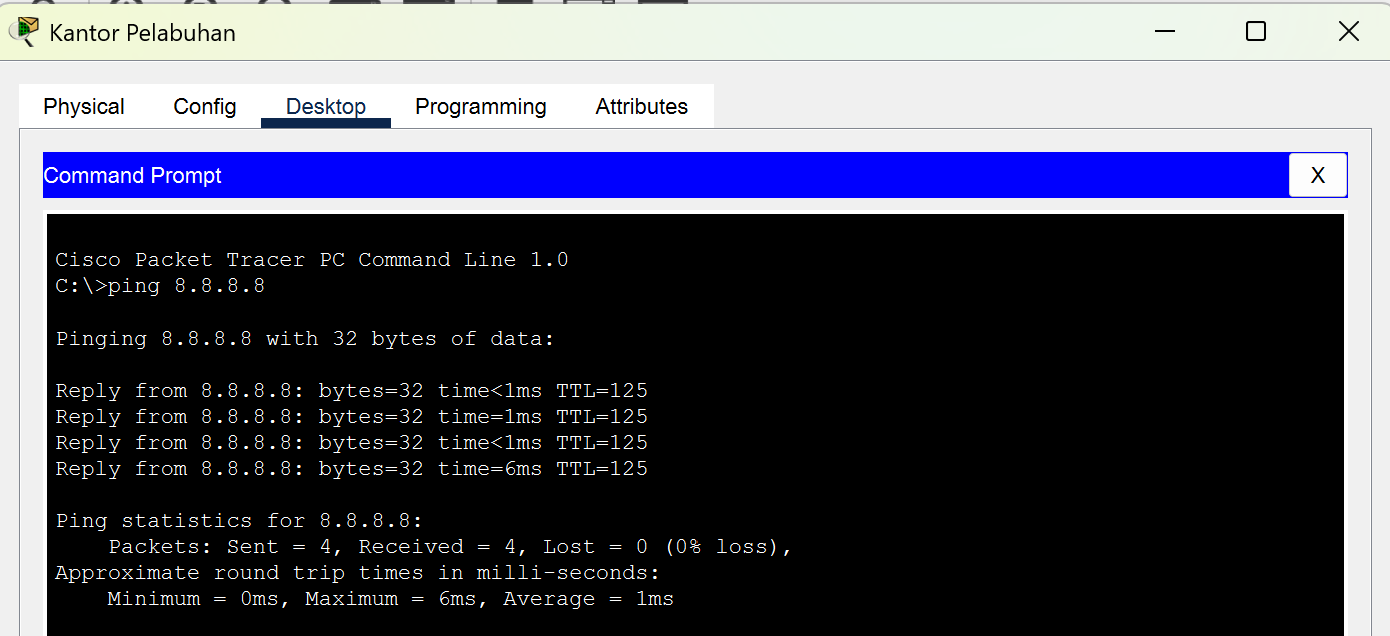 Kantor Pelabuhan
Physical Config Desktop Programming Attributes
Command Prompt X
Cisco Packet Tracer PC Command Line 1.0
C:\>ping 8.8.8.8
Pinging 8.8.8.8 with 32 bytes of data:
Reply from 8.8.8.8: bytes=32 time<1ms TTL=125
Reply from 8.8.8.8: bytes=32 time=1ms TTL=125
Reply from 8.8.8.8: bytes=32 time<1ms TTL=125
Reply from 8.8.8.8: bytes=32 time=6ms TTL=125
Ping statistics for 8.8.8.8:
Packets: Sent = 4, Received = 4, Lost = 0 (0% loss),
Approximate round trip times in milli-seconds:
Minimum = 0ms, Maximum = 6ms, Average = 1ms